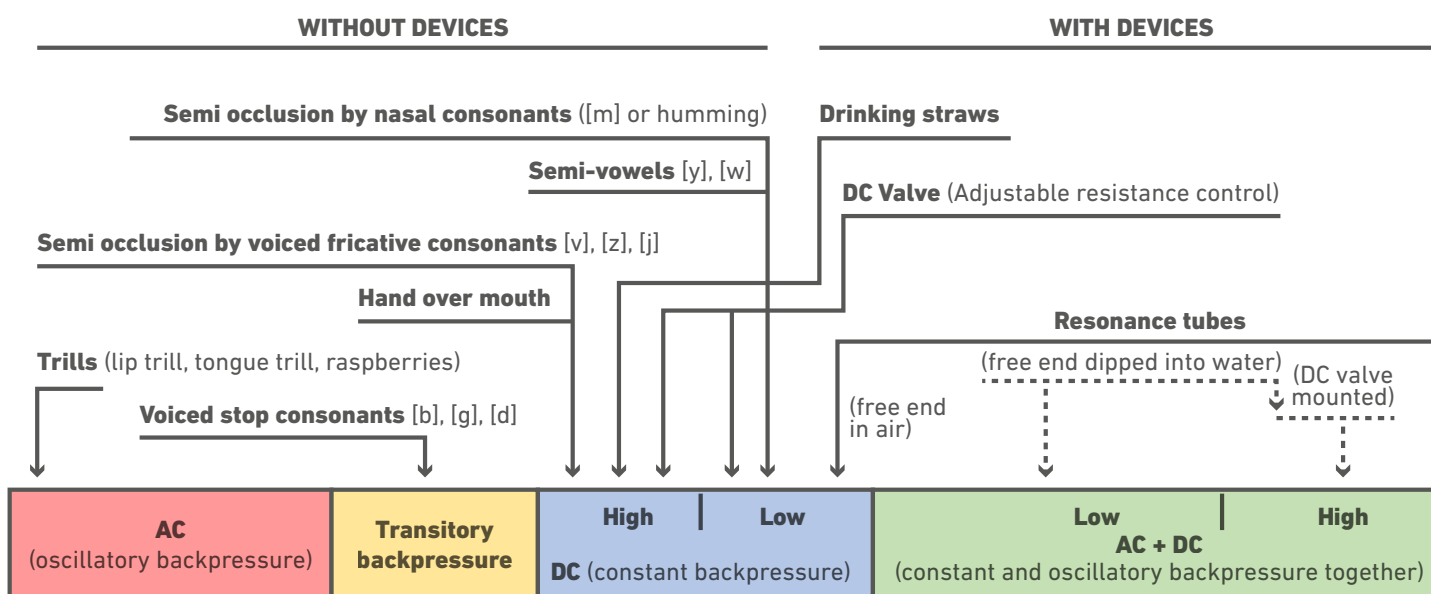 WITHOUT DEVICES
WITH DEVICES
Semi occlusion by nasal consonants ([m] or humming)
Drinking straws
Semi-vowels [y], [w]
DC Valve (Adjustable resistance control)
Semi occlusion by voiced fricative consonants [v], [z], [j]
Hand over mouth
Resonance tubes
Trills (lip trill, tongue trill, raspberries)
(free end dipped into water)
(DC valve
mounted)
Voiced stop consonants [b], [g], [d]
(free end
in air)
AC
(oscillatory backpressure)
Transitory
backpressure
High
Low
DC (constant backpressure)
Low
High
AC + DC
(constant and oscillatory backpressure together)